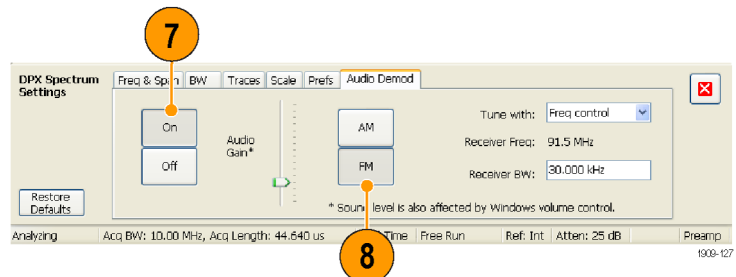 7
DPX Spectrum Settings
Freq & Span BW Traces Scale Prefs Audio Demod
On
Off
Audio Gain*
AM
FM
Tune with: Freq control
Receiver Freq: 91.5 MHz
Receiver BW: 30.000 kHz
* Sound level is also affected by Windows volume control.
Restore Defaults
Analyzing Acq BW: 10.00 MHz, Acq Length: 44.640 us Time Free Run Ref: Int Atten: 25 dB Preamp
8
1909-127